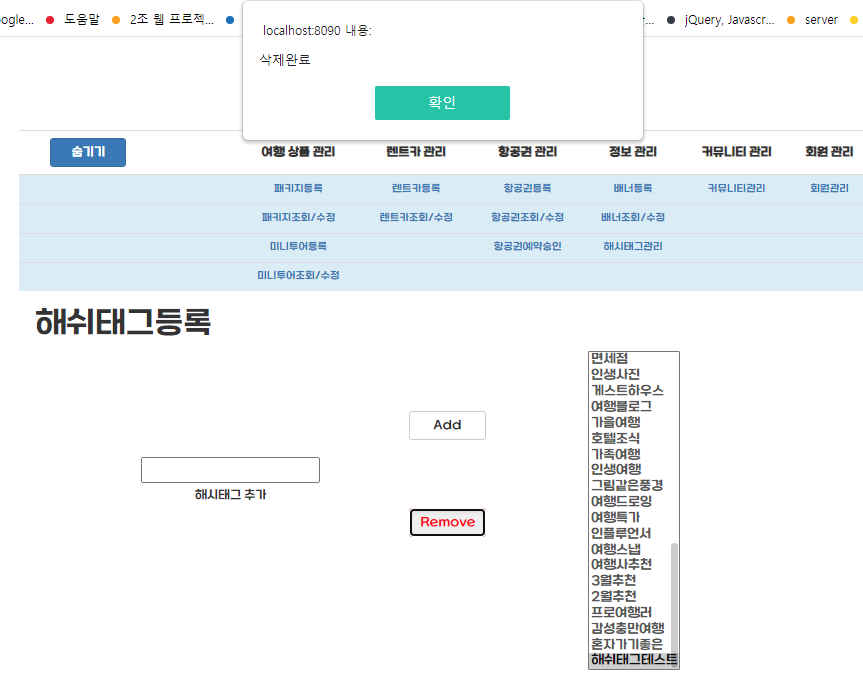 oogle... 도움말 2조 웹 프로젝... r... jQuery, Javascr... server
localhost:8090 내용:
삭제완료
확인
숨기기 여행 상품 관리 렌트카 관리 항공권 관리 정보 관리 커뮤니티 관리 회원 관리
패키지등록 렌트카등록 항공권등록 배너등록 커뮤니티관리 회원관리
패키지조회/수정 렌트카조회/수정 항공권조회/수정 배너조회/수정
미니투어등록 항공권예약승인 해시태그관리
미니투어조회/수정
해쉬태그등록
면세점
인생사진
게스트하우스
여행블로그
가을여행
Add
호텔조식
가족여행
인생여행
그림같은풍경
해시태그 추가
여행드로잉
여행특가
Remove
인플루언서
여행스냅
여행사추천
3월추천
2월추천
프로여행러
감성충만여행
혼자가기좋은
해쉬태그테스트